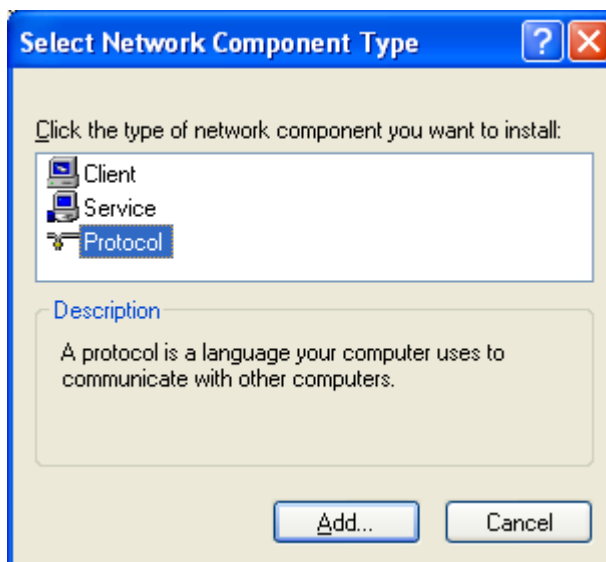 Select Network Component Type
Click the type of network component you want to install:
Client
Service
Protocol
Description
A protocol is a language your computer uses to
communicate with other computers.
Add...
Cancel